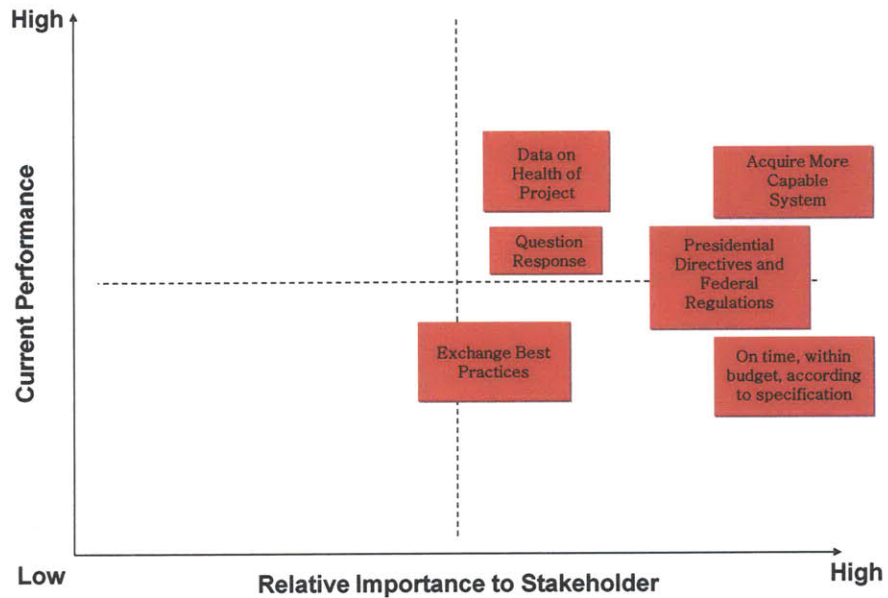 High
Current Performance
Data on
Health of
Project
Acquire More
Capable
System
Question
Response
Presidential
Directives and
Federal
Regulations
Exchange Best
Practices
On time, within
budget, according
to specification
Low
Relative Importance to Stakeholder
High